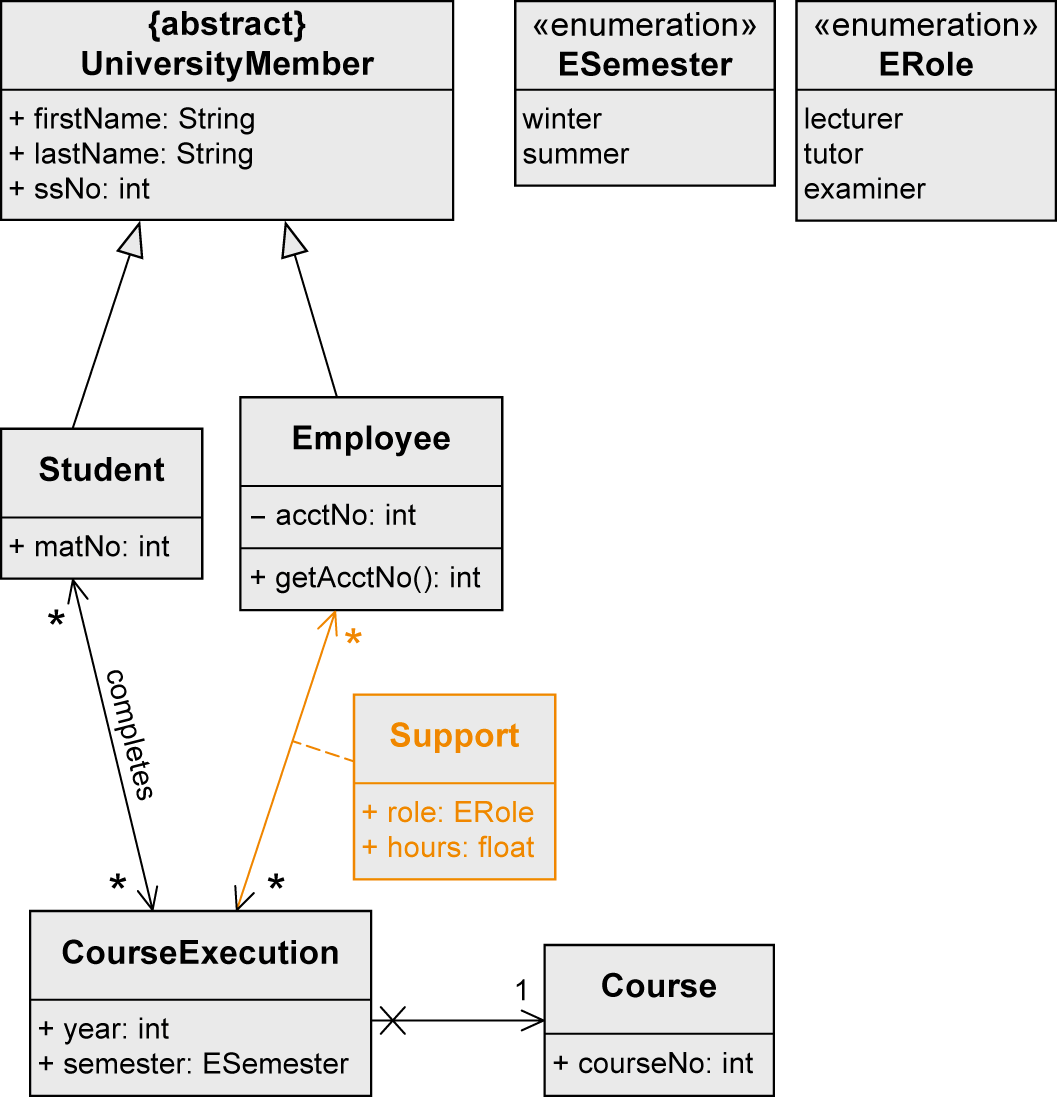 {abstract}
UniversityMember
+ firstName: String
+ lastName: String
+ ssNo: int
«enumeration»
ESemester
winter
summer
«enumeration»
ERole
lecturer
tutor
examiner
Student
+ matNo: int
Employee
– acctNo: int
+ getAcctNo(): int
*
*
completes
Support
+ role: ERole
+ hours: float
*
*
CourseExecution
+ year: int
+ semester: ESemester
1
Course
+ courseNo: int